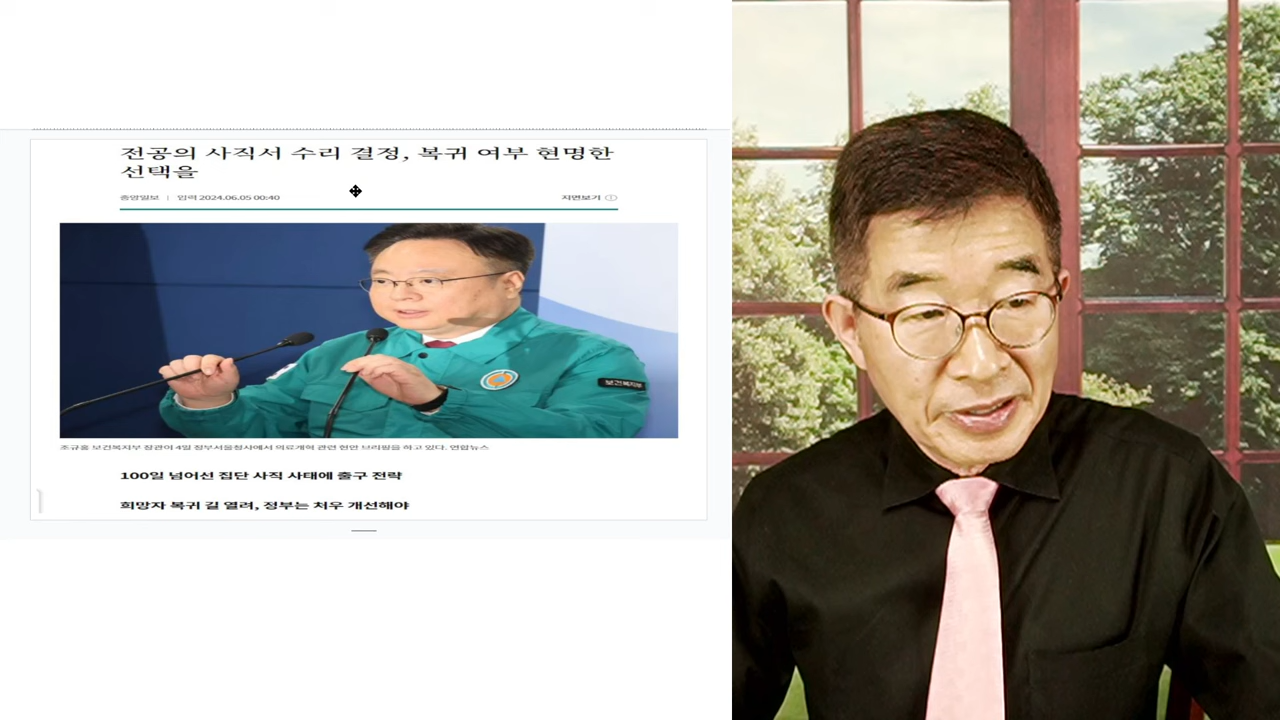 전공의 사직서 수리 결정, 복귀 여부 현명한
선택을
중앙일보 | 입력 2024.06.05 00:40 지면보기
보건복지부
조규홍 보건복지부 장관이 4일 정부서울청사에서 의료개혁 관련 현안 브리핑을 하고 있다. 연합뉴스
100일 넘어선 집단 사직 사태에 출구 전략
희망자 복귀 길 열려, 정부는 처우 개선해야